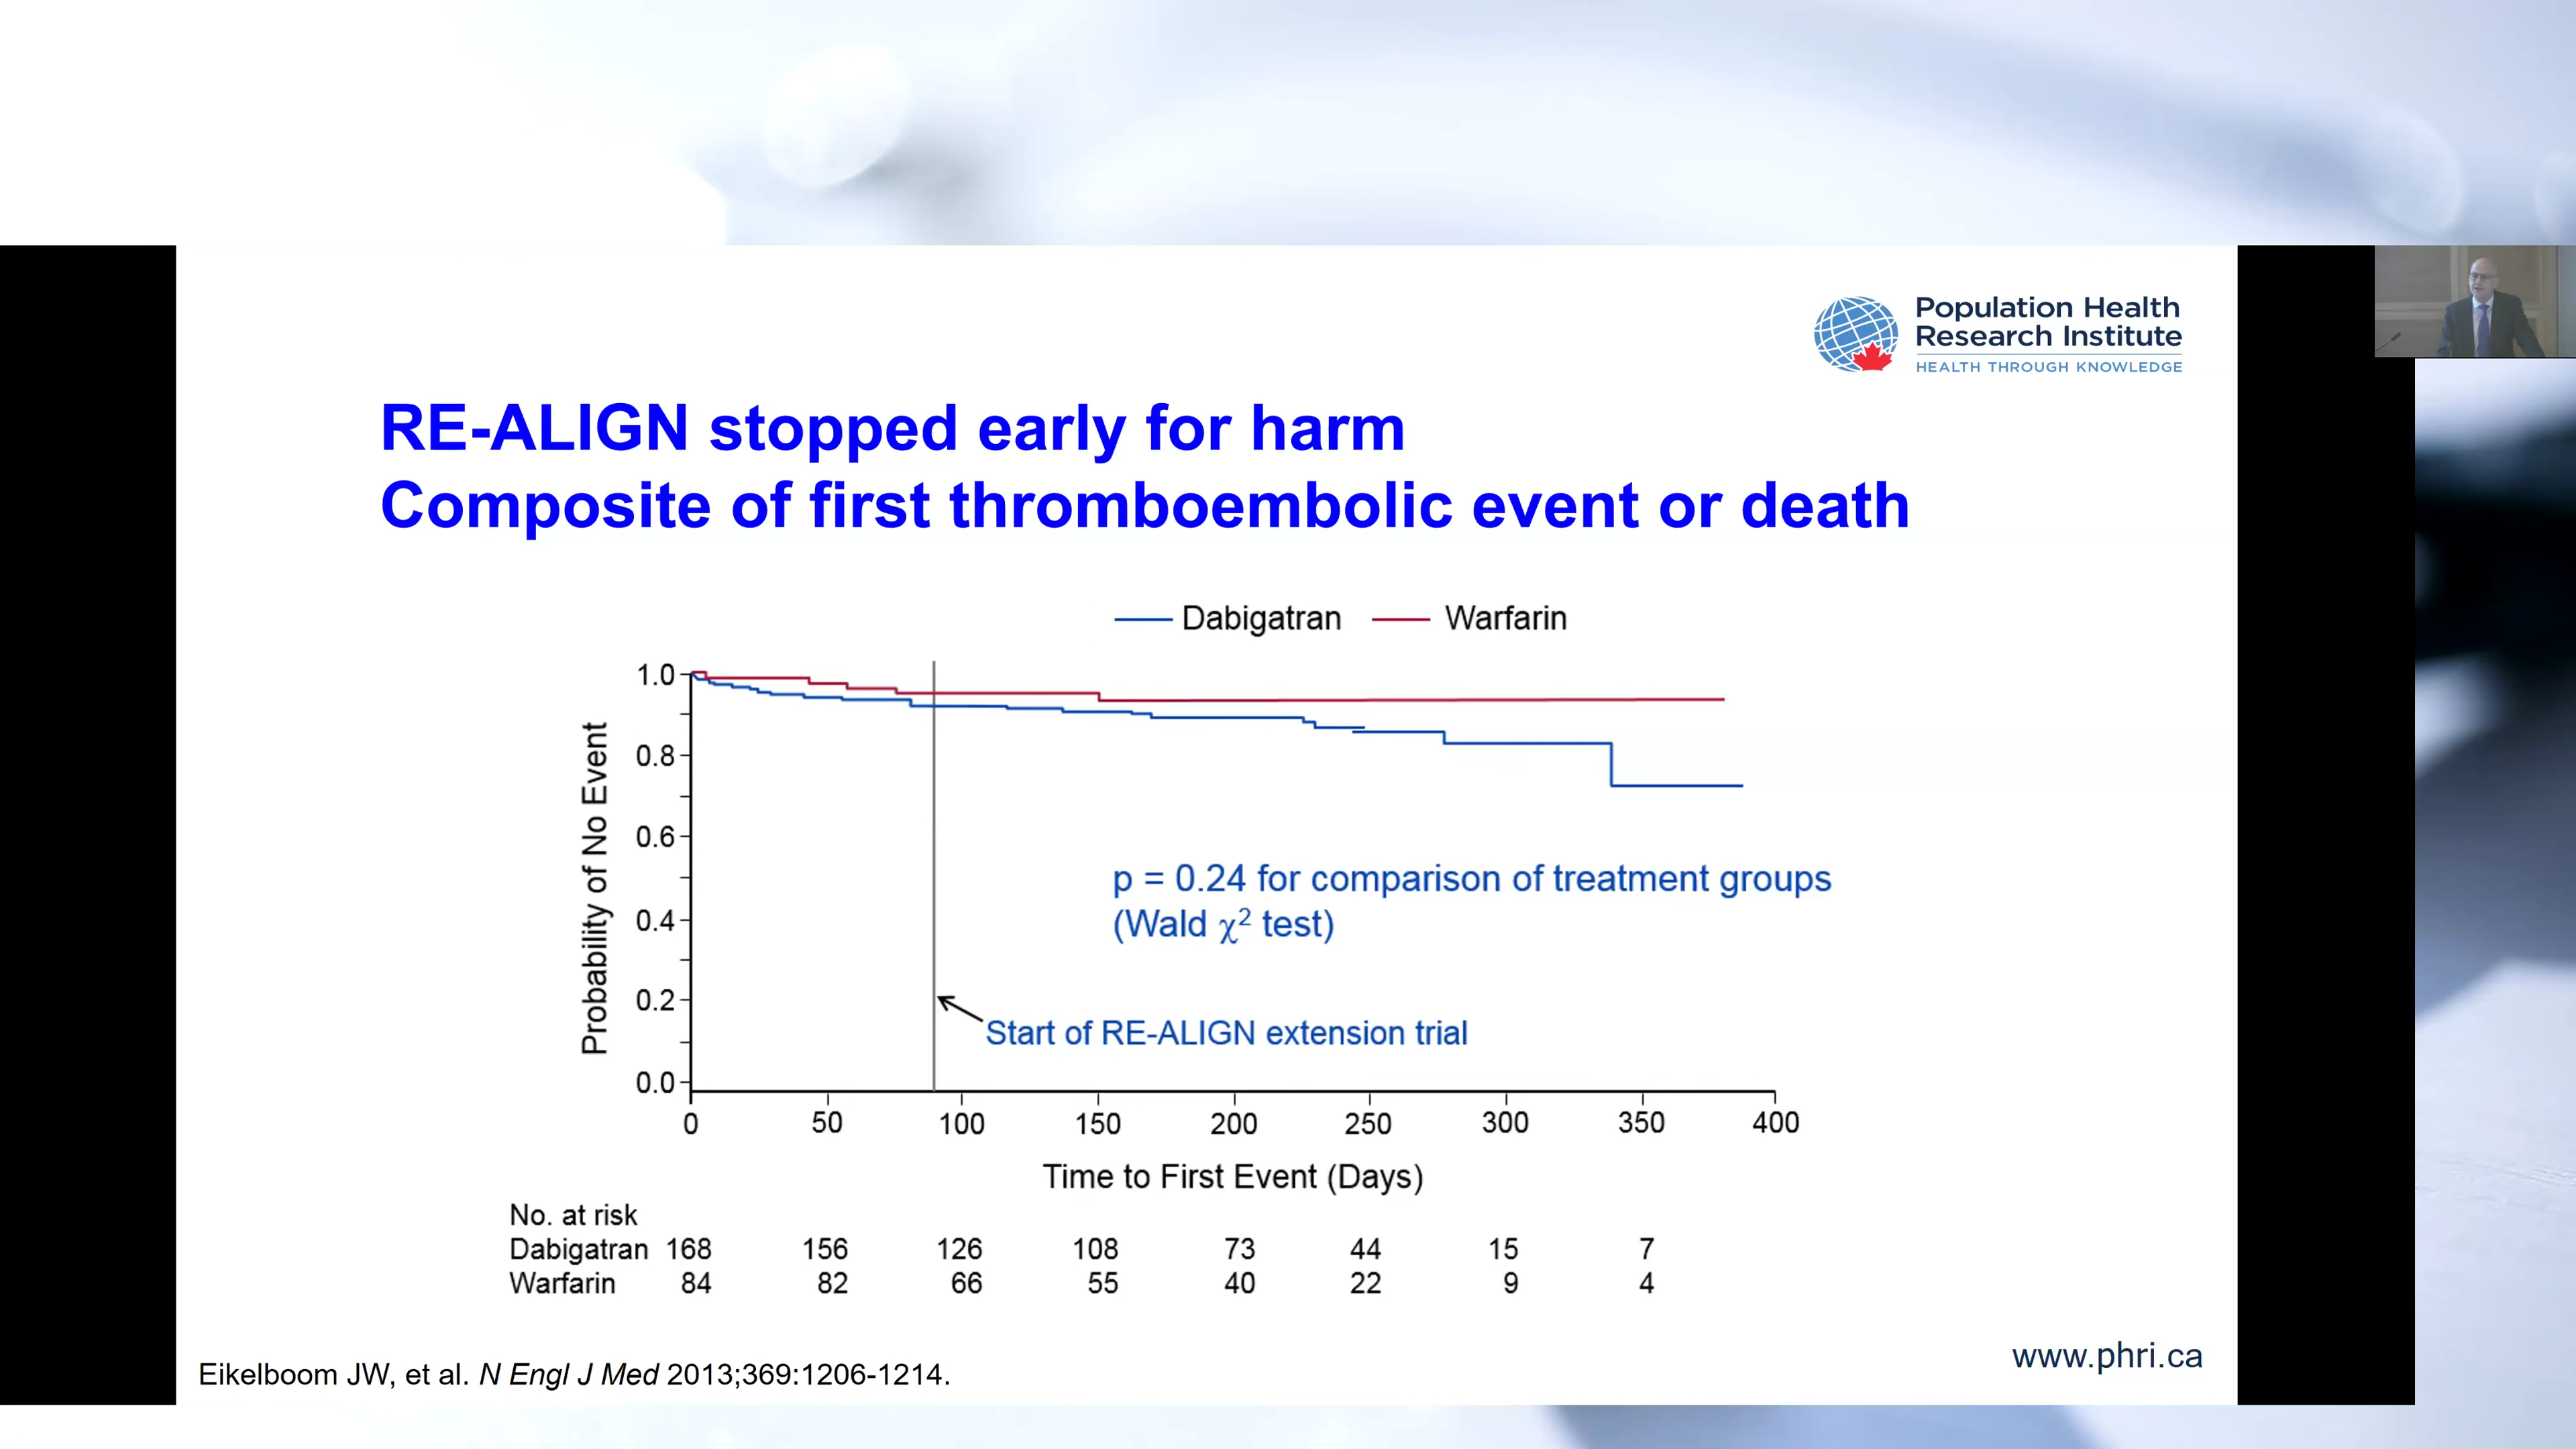 Population Health
Research Institute
HEALTH THROUGH KNOWLEDGE
RE-ALIGN stopped early for harm
Composite of first thromboembolic event or death
Dabigatran Warfarin
Probability of No Event
1.0
0.8
0.6
0.4
0.2
0.0
p = 0.24 for comparison of treatment groups
(Wald χ² test)
Start of RE-ALIGN extension trial
0 50 100 150 200 250 300 350 400
Time to First Event (Days)
No. at risk
Dabigatran 168 156 126 108 73 44 15 7
Warfarin 84 82 66 55 40 22 9 4
Eikelboom JW, et al. N Engl J Med 2013;369:1206-1214.
www.phri.ca